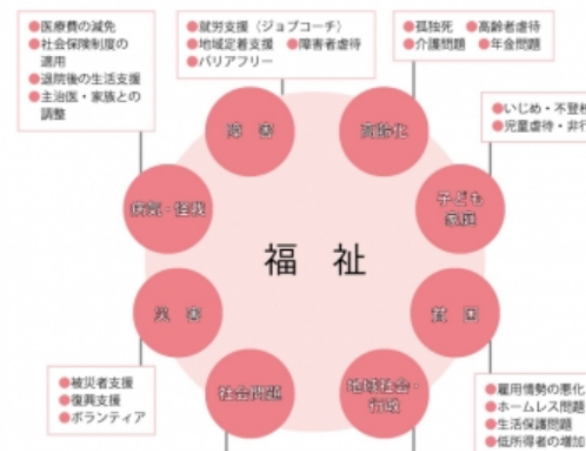 ●医療費の減免
●社会保険制度の
適用
●退院後の生活支援
●主治医・家族との
調整
●就労支援（ジョブコーチ）
●地域定着支援　●障害者虐待
●バリアフリー
●孤独死　●高齢者虐待
●介護問題　●年金問題
●いじめ・不登校
●児童虐待・非行
障　害
高齢化
病気・怪我
子ども
家庭
福　祉
災　害
貧　困
社会問題
地域社会・
行政
●被災者支援
●復興支援
●ボランティア
●雇用情勢の悪化
●ホームレス問題
●生活保護問題
●低所得者の増加